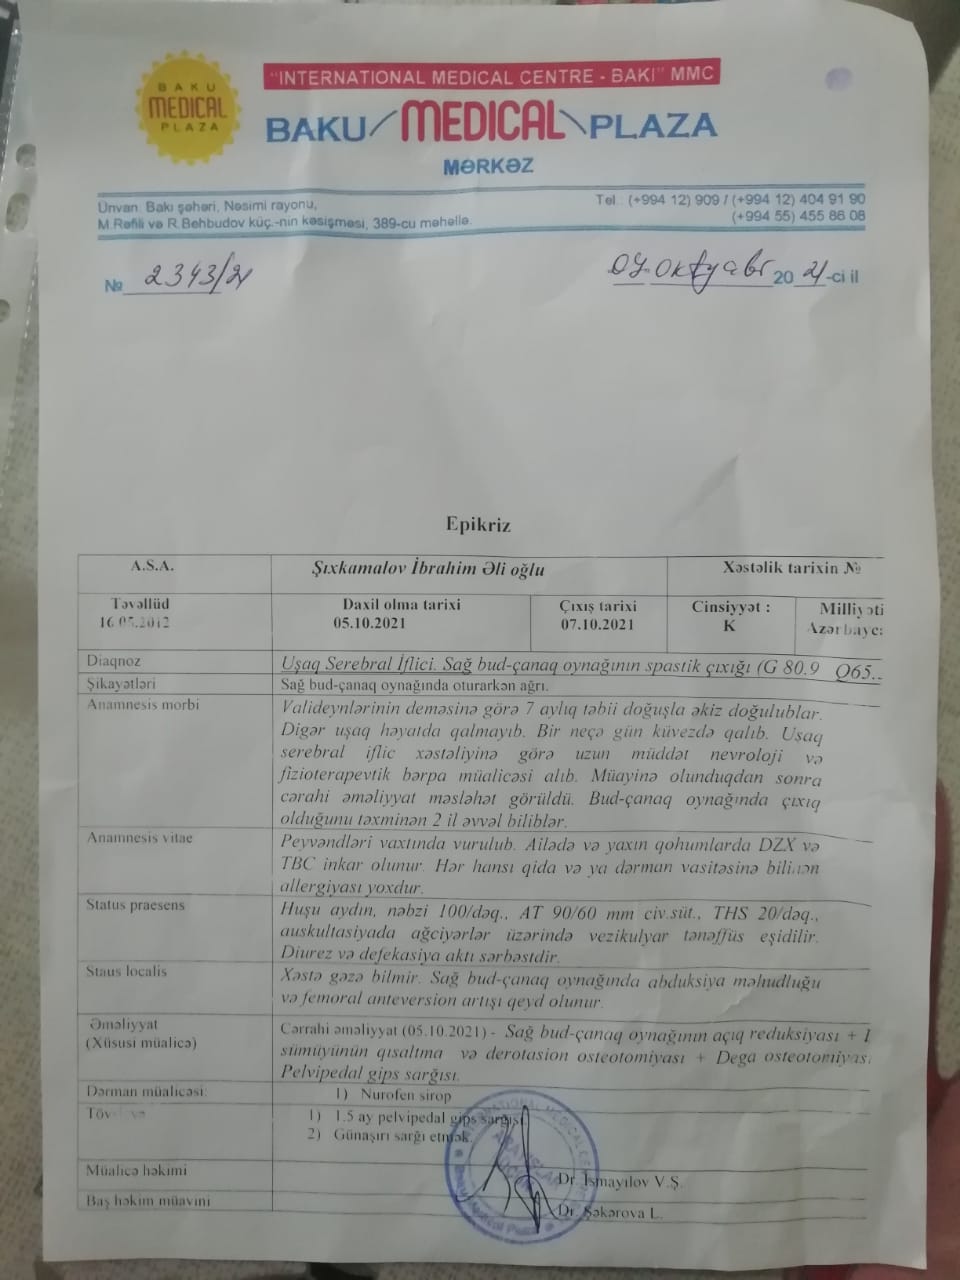 BAKU
MEDICAL
PLAZA
"INTERNATIONAL MEDICAL CENTRE - BAKI" MMC
BAKU MEDICAL PLAZA
MƏRKƏZ
Ünvan: Bakı şəhəri, Nəsimi rayonu,
M.Rəfili və R.Behbudov küç.-nin kəsişməsi, 389-cu məhəllə.
Tel.: (+994 12) 909 / (+994 12) 404 91 90
(+994 55) 455 86 08
№ 2343/21
07 oktyabr 2021-ci il
Epikriz
A.S.A. Şıxkamalov İbrahim Əli oğlu Xəstəlik tarixin №
Təvəllüd Daxil olma tarixi Çıxış tarixi Cinsiyyət : Milliyəti
16.05.2012 05.10.2021 07.10.2021 K Azərbayc:
Diaqnoz Uşaq Serebral İflici. Sağ bud-çanaq oynağının spastik çıxığı (G 80.9 Q65..
Şikayətləri Sağ bud-çanaq oynağında oturarkən ağrı.
Anamnesis morbi Valideynlərinin deməsinə görə 7 aylıq təbii doğuşla əkiz doğulublar.
Digər uşaq həyatda qalmayıb. Bir neçə gün küvezdə qalıb. Uşaq
serebral iflic xəstəliyinə görə uzun müddət nevroloji və
fizioterapevtik bərpa müalicəsi alıb. Müayinə olunduqdan sonra
cərahi əməliyyat məsləhət görüldü. Bud-çanaq oynağında çıxıq
olduğunu təxminən 2 il əvvəl biliblər.
Anamnesis vitae Peyvəndləri vaxtında vurulub. Ailədə və yaxın qohumlarda DZX və
TBC inkar olunur. Hər hansı qida və ya dərman vasitəsinə bilinən
allergiyası yoxdur.
Status praesens Huşu aydın, nəbzi 100/dəq., AT 90/60 mm civ.süt., THS 20/dəq.,
auskultasiyada ağciyərlər üzərində vezikulyar tənəffüs eşidilir.
Diurez və defekasiya aktı sərbəstdir.
Staus localis Xəstə gəzə bilmir. Sağ bud-çanaq oynağında abduksiya məhudluğu
və femoral anteversion artışı qeyd olunur.
Əməliyyat Cərrahi əməliyyat (05.10.2021) - Sağ bud-çanaq oynağının açıq reduksiyası +
(Xüsusi müalicə) sümüyünün qısaltma və derotasion osteotomiyası + Dega osteotomiyas.
Pelvipedal gips sarğısı.
Dərman müalicəsi: 1) Nurofen sirop
1) 1.5 ay pelvipedal gips sarğısı.
2) Günaşırı sarğı etmək.
Müalicə həkimi Dr. İsmayılov V.Ş.
Baş həkim müavini Dr. Şəkərova L.